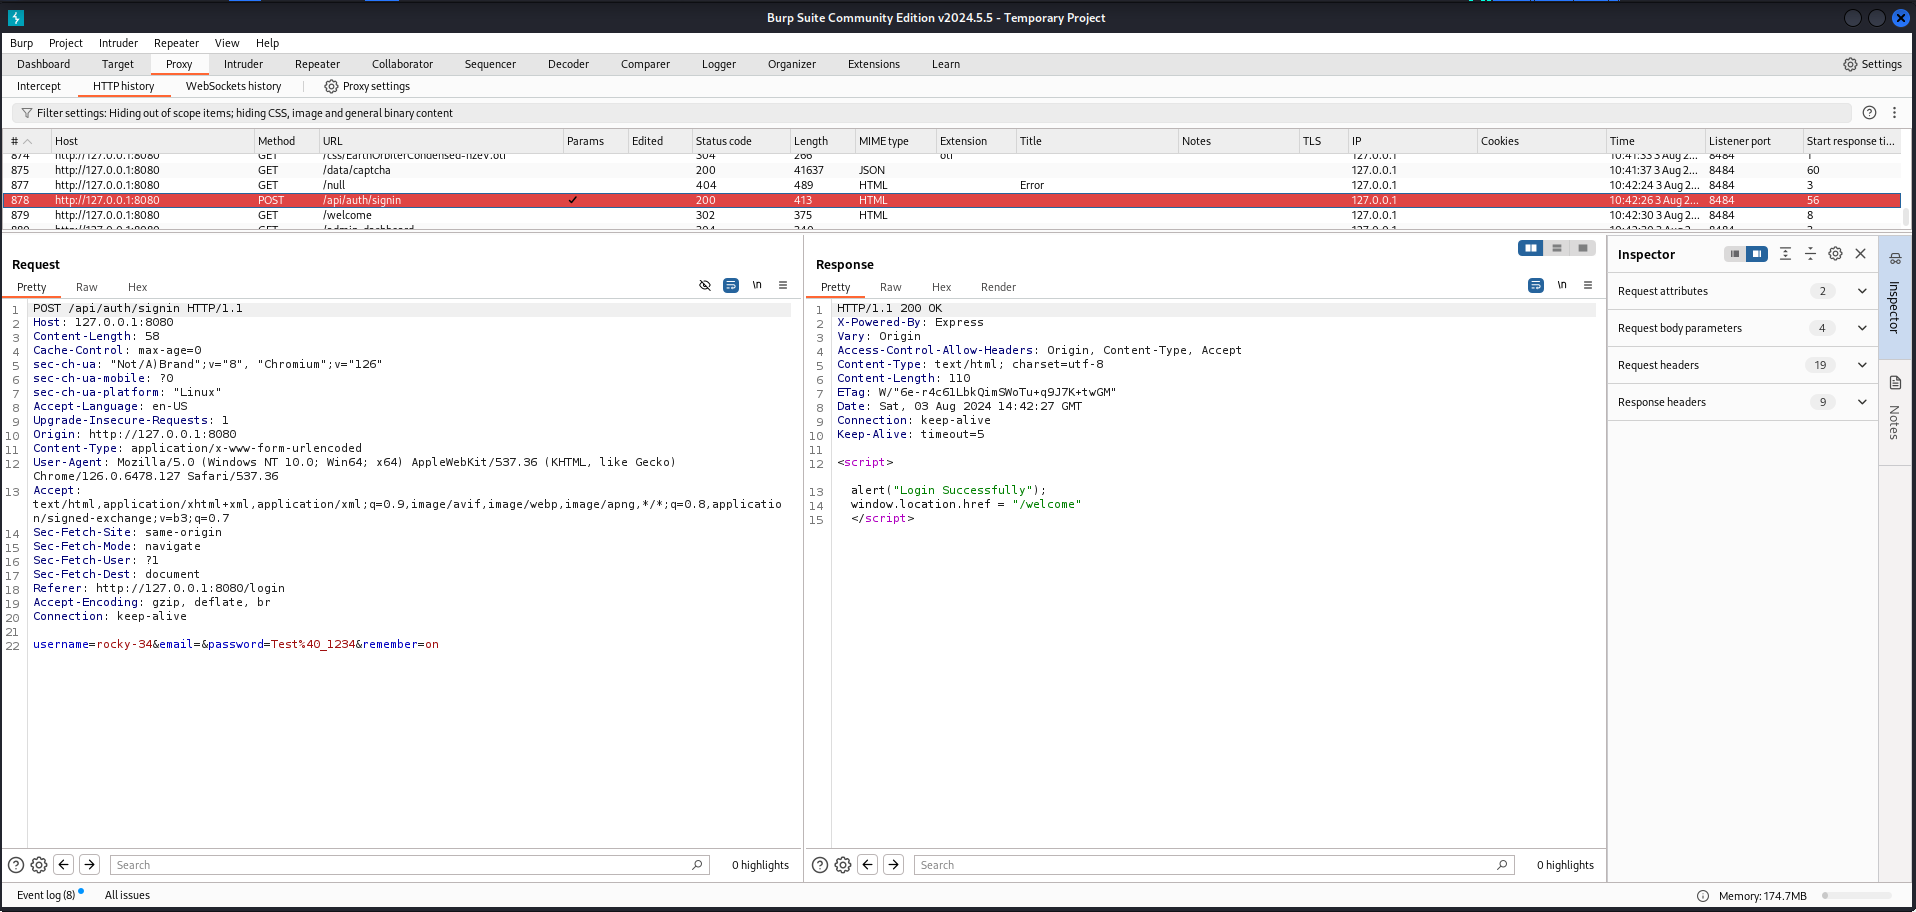 Burp Suite Community Edition v2024.5.5 - Temporary Project
Burp Project Intruder Repeater View Help
Dashboard Target Proxy Intruder Repeater Collaborator Sequencer Decoder Comparer Logger Organizer Extensions Learn Settings
Intercept HTTP history WebSockets history Proxy settings
Filter settings: Hiding out of scope items; hiding CSS, image and general binary content
# Host Method URL Params Edited Status code Length MIME type Extension Title Notes TLS IP Cookies Time Listener port Start response ti...
874 http://127.0.0.1:8080 GET 304 266 otf 127.0.0.1 10:41:33 3 Aug 2... 8484 1
875 http://127.0.0.1:8080 GET /data/captcha 200 41637 JSON 127.0.0.1 10:41:37 3 Aug 2... 8484 60
877 http://127.0.0.1:8080 GET /null 404 489 HTML Error 127.0.0.1 10:42:24 3 Aug 2... 8484 3
878 http://127.0.0.1:8080 POST /api/auth/signin ✓ 200 413 HTML 127.0.0.1 10:42:26 3 Aug 2... 8484 56
879 http://127.0.0.1:8080 GET /welcome 302 375 HTML 127.0.0.1 10:42:30 3 Aug 2... 8484 8
Request
Pretty Raw Hex \n
1 POST /api/auth/signin HTTP/1.1
2 Host: 127.0.0.1:8080
3 Content-Length: 58
4 Cache-Control: max-age=0
5 sec-ch-ua: "Not/A)Brand";v="8", "Chromium";v="126"
6 sec-ch-ua-mobile: ?0
7 sec-ch-ua-platform: "Linux"
8 Accept-Language: en-US
9 Upgrade-Insecure-Requests: 1
10 Origin: http://127.0.0.1:8080
11 Content-Type: application/x-www-form-urlencoded
12 User-Agent: Mozilla/5.0 (Windows NT 10.0; Win64; x64) AppleWebKit/537.36 (KHTML, like Gecko)
Chrome/126.0.6478.127 Safari/537.36
13 Accept:
text/html,application/xhtml+xml,application/xml;q=0.9,image/avif,image/webp,image/apng,*/*;q=0.8,applicatio
n/signed-exchange;v=b3;q=0.7
14 Sec-Fetch-Site: same-origin
15 Sec-Fetch-Mode: navigate
16 Sec-Fetch-User: ?1
17 Sec-Fetch-Dest: document
18 Referer: http://127.0.0.1:8080/login
19 Accept-Encoding: gzip, deflate, br
20 Connection: keep-alive
21
22 username=rocky-34&email=&password=Test%40_1234&remember=on
Search 0 highlights
Response
Pretty Raw Hex Render \n
1 HTTP/1.1 200 OK
2 X-Powered-By: Express
3 Vary: Origin
4 Access-Control-Allow-Headers: Origin, Content-Type, Accept
5 Content-Type: text/html; charset=utf-8
6 Content-Length: 110
7 ETag: W/"6e-r4c61LbkQimSWoTu+q9J7K+twGM"
8 Date: Sat, 03 Aug 2024 14:42:27 GMT
9 Connection: keep-alive
10 Keep-Alive: timeout=5
11
12 <script>
13 alert("Login Successfully");
14 window.location.href = "/welcome"
15 </script>
Search 0 highlights
Inspector
Request attributes 2
Request body parameters 4
Request headers 19
Response headers 9
Inspector
Notes
Event log (8) All issues Memory: 174.7MB